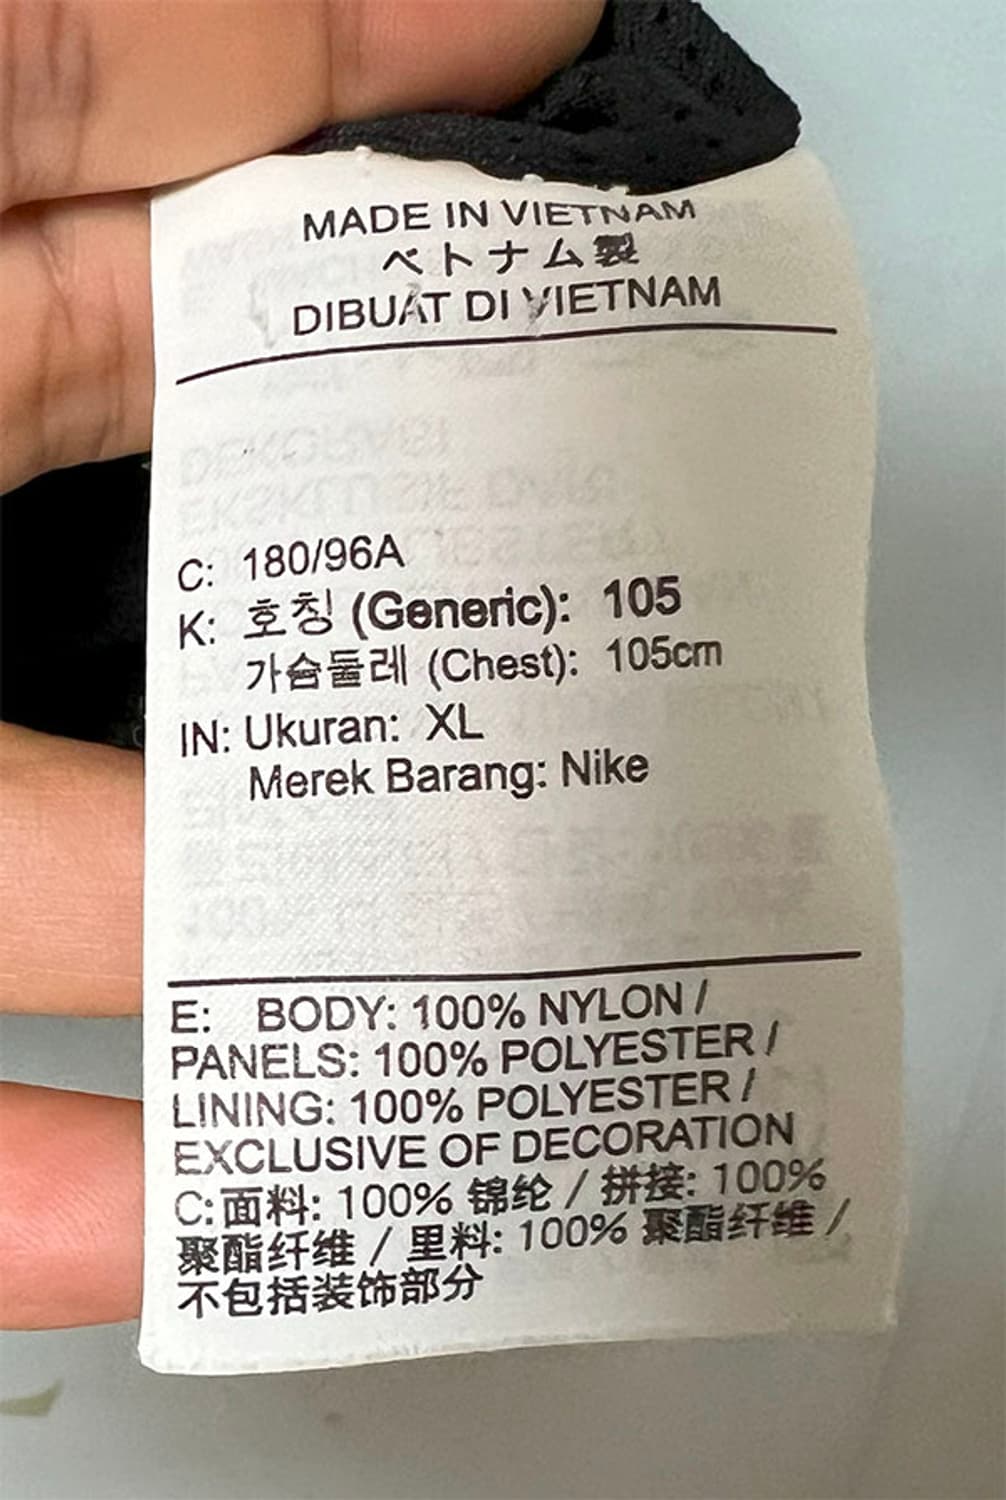 MADE IN VIETNAM
ベトナム製
DIBUAT DI VIETNAM
C: 180/96A
K: 호칭 (Generic): 105
가슴둘레 (Chest): 105cm
IN: Ukuran: XL
Merek Barang: Nike
E: BODY: 100% NYLON /
PANELS: 100% POLYESTER /
LINING: 100% POLYESTER /
EXCLUSIVE OF DECORATION
C: 面料: 100% 锦纶 / 拼接: 100%
聚酯纤维 / 里料: 100% 聚酯纤维 /
不包括装饰部分